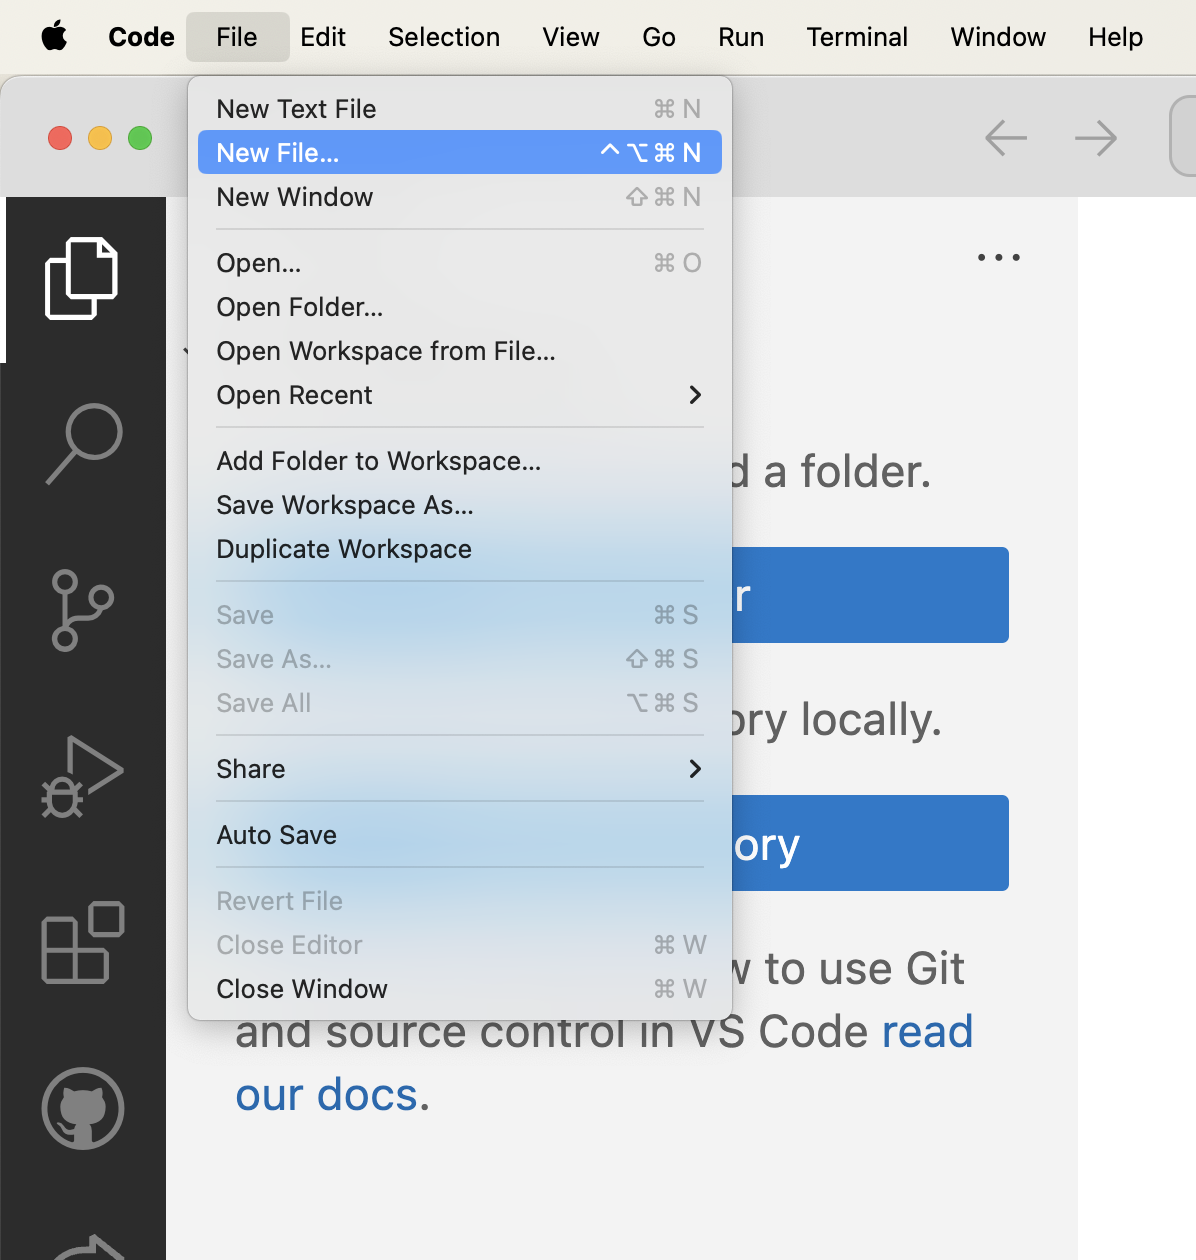 Code File Edit Selection View Go Run Terminal Window Help
New Text File ⌘ N
New File... ^ ⌥ ⌘ N
New Window ⇧ ⌘ N
Open... ⌘ O
Open Folder...
Open Workspace from File...
Open Recent
Add Folder to Workspace...
d a folder.
Save Workspace As...
Duplicate Workspace
r
Save ⌘ S
Save As... ⇧ ⌘ S
Save All ⌥ ⌘ S
ory locally.
Share
Auto Save
ory
Revert File
Close Editor ⌘ W
w to use Git
Close Window ⌘ W
and source control in VS Code read
our docs.